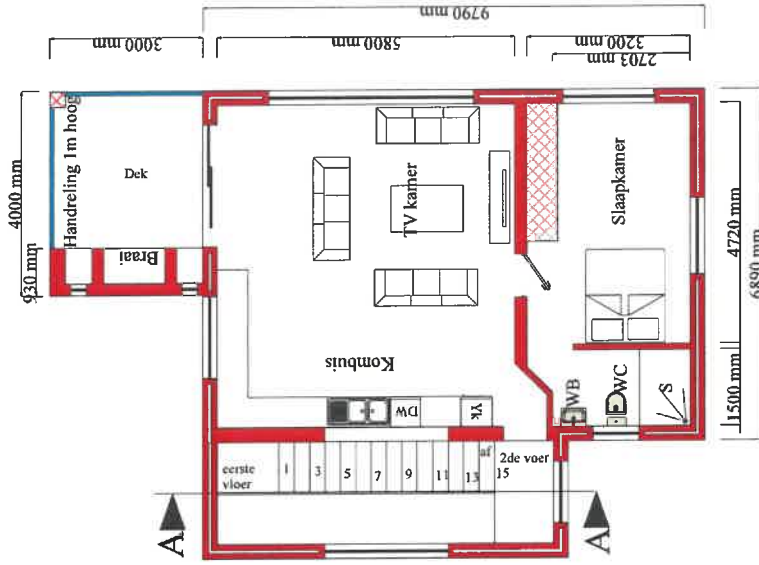 9790 mm
3000 mm
5800 mm
3200 mm
2703 mm
4000 mm
930 mm
Handreling 1m hoog
Dek
Braai
TV kamer
Kombuis
Slaapkamer
4720 mm
6890 mm
1500 mm
DW
Yk
WB
WC
S
eerste
vloer
1
3
5
7
9
11
13
af
15
2de voer
A
A